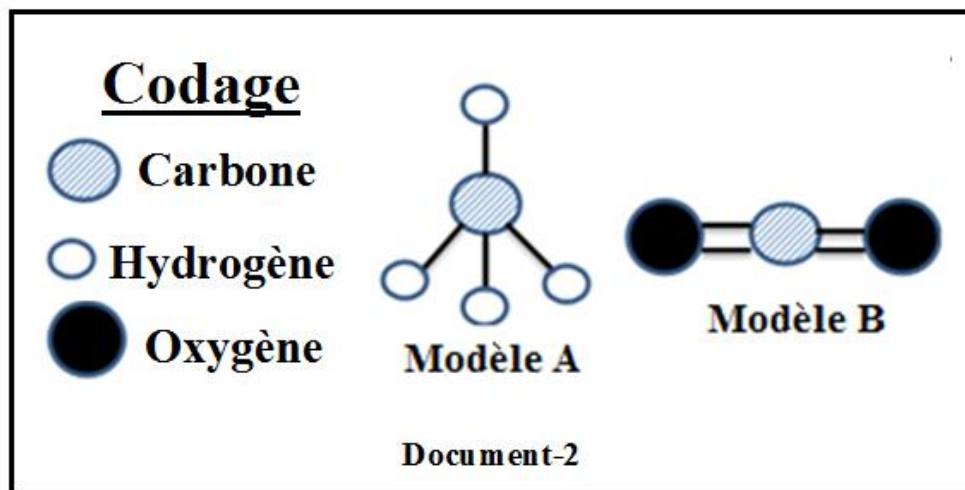 Codage
Carbone
Hydrogène
Oxygène
Modèle A
Modèle B
Document-2